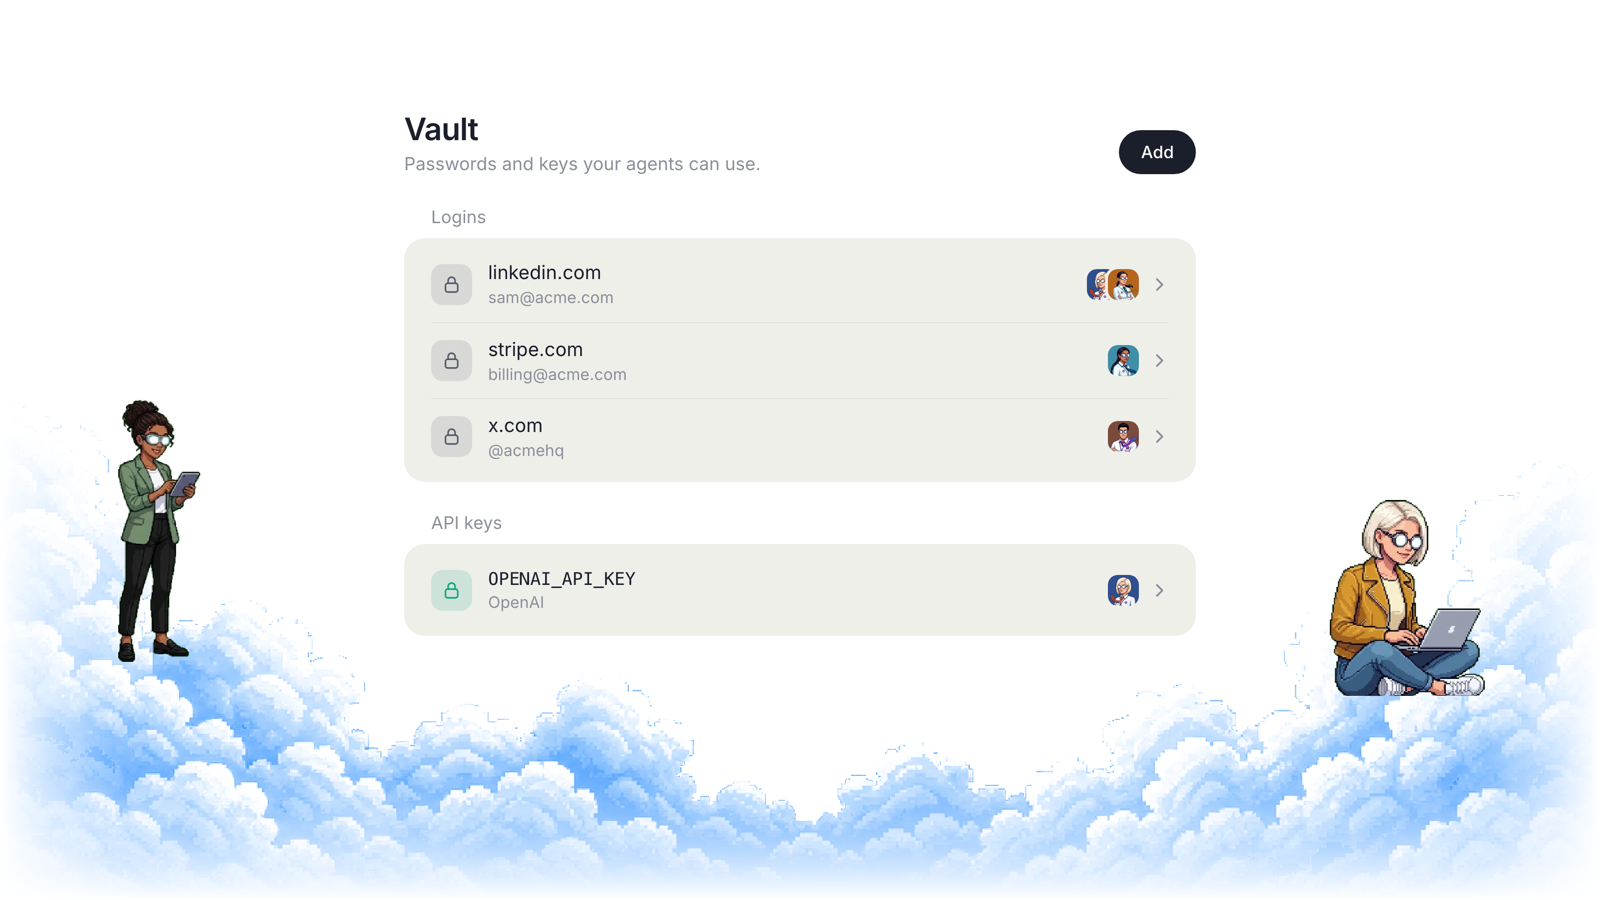 Vault
Passwords and keys your agents can use.
Add
Logins
linkedin.com
sam@acme.com
stripe.com
billing@acme.com
x.com
@acmehq
API keys
OPENAI_API_KEY
OpenAI